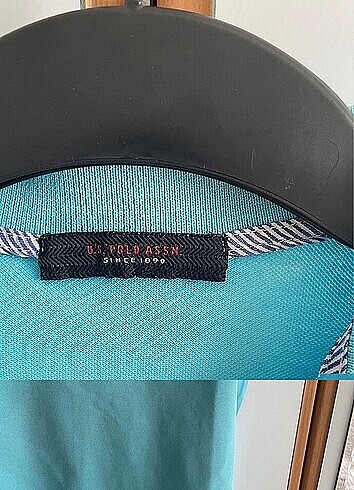 U.S. POLO ASSN.
SINCE 1890